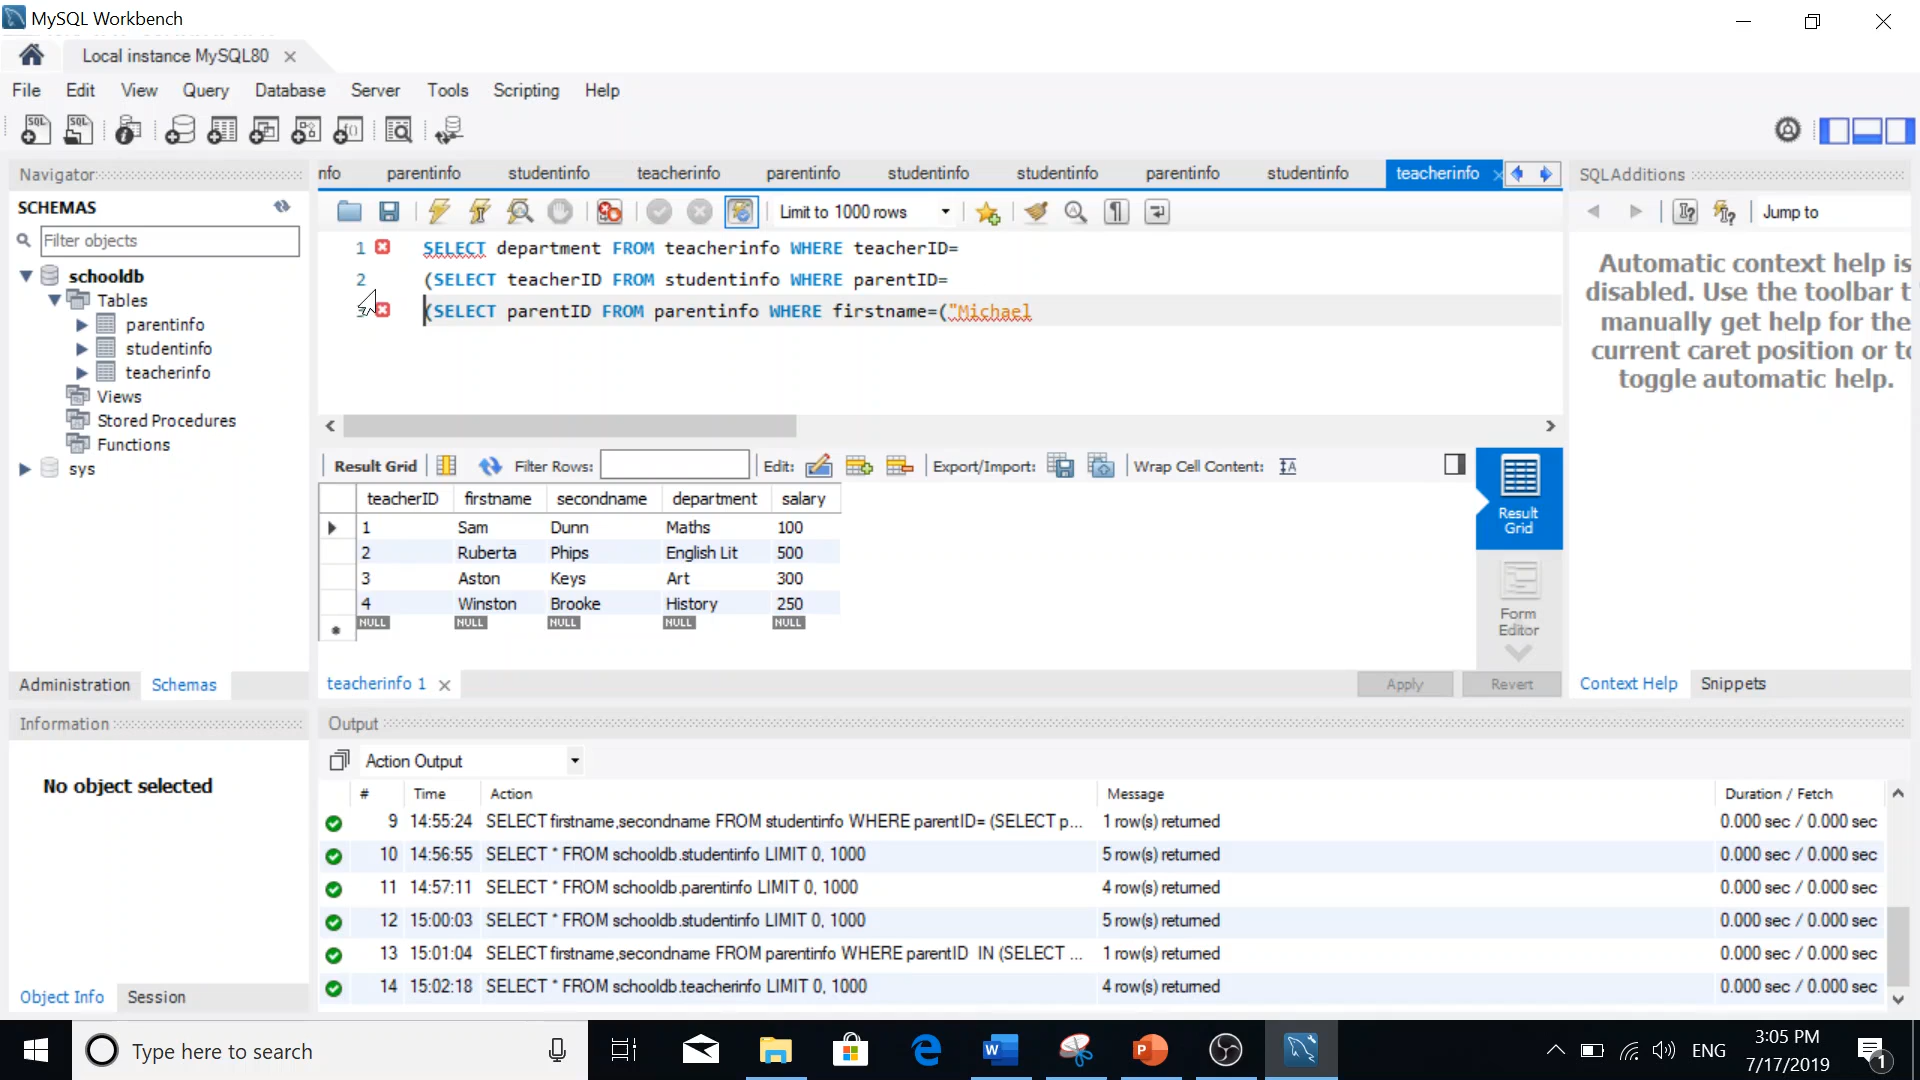 MySQL Workbench
Local instance MySQL80
File Edit View Query Database Server Tools Scripting Help
Navigator
SCHEMAS
Filter objects
schooldb
Tables
parentinfo
studentinfo
teacherinfo
Views
Stored Procedures
Functions
sys
Administration Schemas
Information
No object selected
Object Info Session
nfo parentinfo studentinfo teacherinfo parentinfo studentinfo studentinfo parentinfo studentinfo teacherinfo
Limit to 1000 rows
1 SELECT department FROM teacherinfo WHERE teacherID=
2 (SELECT teacherID FROM studentinfo WHERE parentID=
3 (SELECT parentID FROM parentinfo WHERE firstname=("Michael
Result Grid Filter Rows: Edit: Export/Import: Wrap Cell Content:
teacherID firstname secondname department salary
1 Sam Dunn Maths 100
2 Ruberta Phips English Lit 500
3 Aston Keys Art 300
4 Winston Brooke History 250
NULL NULL NULL NULL NULL
Result
Grid
Form
Editor
teacherinfo 1
Apply Revert
SQLAdditions
Jump to
Automatic context help is
disabled. Use the toolbar t
manually get help for the
current caret position or to
toggle automatic help.
Context Help Snippets
Output
Action Output
# Time Action Message Duration / Fetch
9 14:55:24 SELECT firstname,secondname FROM studentinfo WHERE parentID= (SELECT p... 1 row(s) returned 0.000 sec / 0.000 sec
10 14:56:55 SELECT * FROM schooldb.studentinfo LIMIT 0, 1000 5 row(s) returned 0.000 sec / 0.000 sec
11 14:57:11 SELECT * FROM schooldb.parentinfo LIMIT 0, 1000 4 row(s) returned 0.000 sec / 0.000 sec
12 15:00:03 SELECT * FROM schooldb.studentinfo LIMIT 0, 1000 5 row(s) returned 0.000 sec / 0.000 sec
13 15:01:04 SELECT firstname,secondname FROM parentinfo WHERE parentID IN (SELECT ... 1 row(s) returned 0.000 sec / 0.000 sec
14 15:02:18 SELECT * FROM schooldb.teacherinfo LIMIT 0, 1000 4 row(s) returned 0.000 sec / 0.000 sec
Type here to search
ENG
3:05 PM
7/17/2019
1